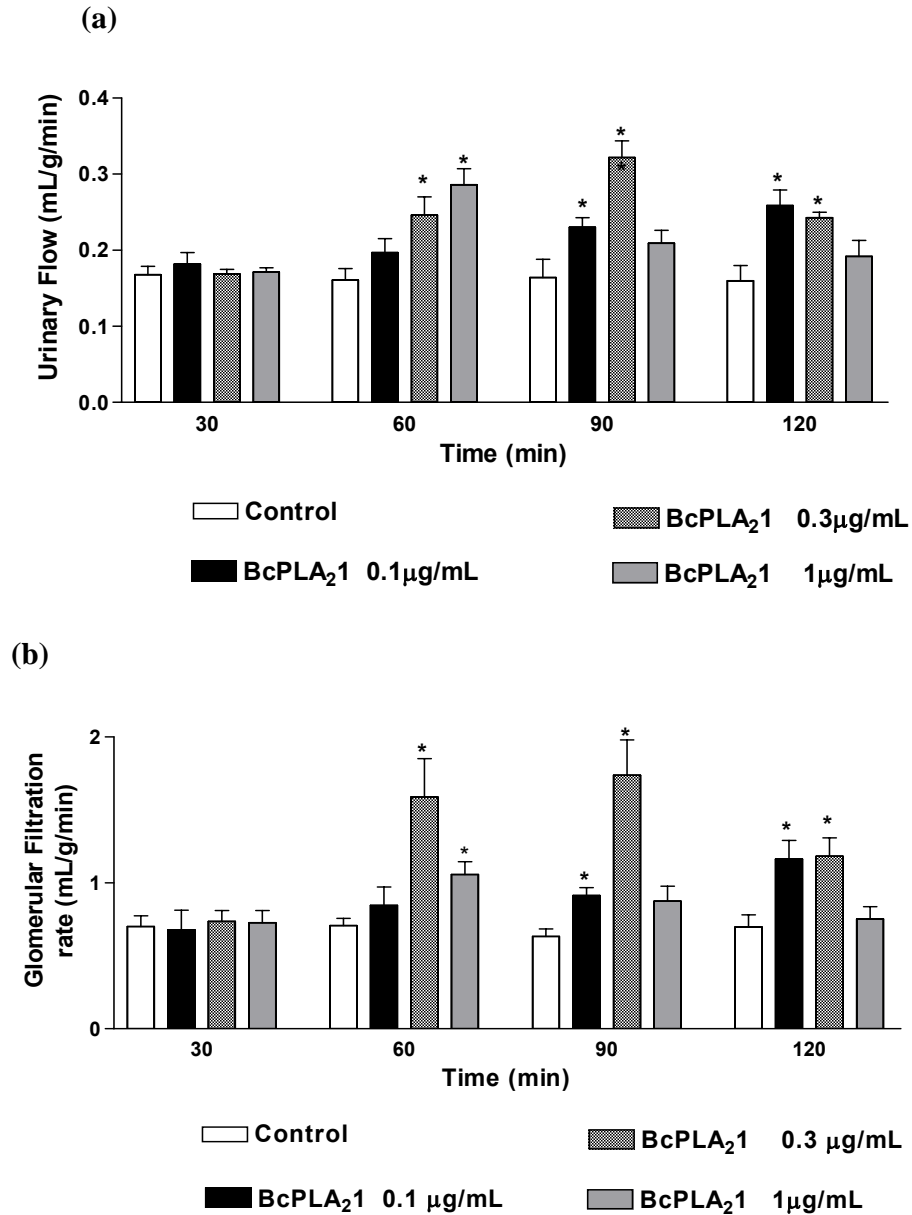 (a)
0.4
0.3
0.2
0.1
0.0
Urinary Flow (mL/g/min)
* * * * * * *
30 60 90 120
Time (min)
Control
BcPLA₂1 0.3μg/mL
BcPLA₂1 0.1μg/mL
BcPLA₂1 1μg/mL
(b)
2
1
0
Glomerular Filtration
rate (mL/g/min)
* * * * * *
30 60 90 120
Time (min)
Control
BcPLA₂1 0.3 μg/mL
BcPLA₂1 0.1 μg/mL
BcPLA₂1 1μg/mL